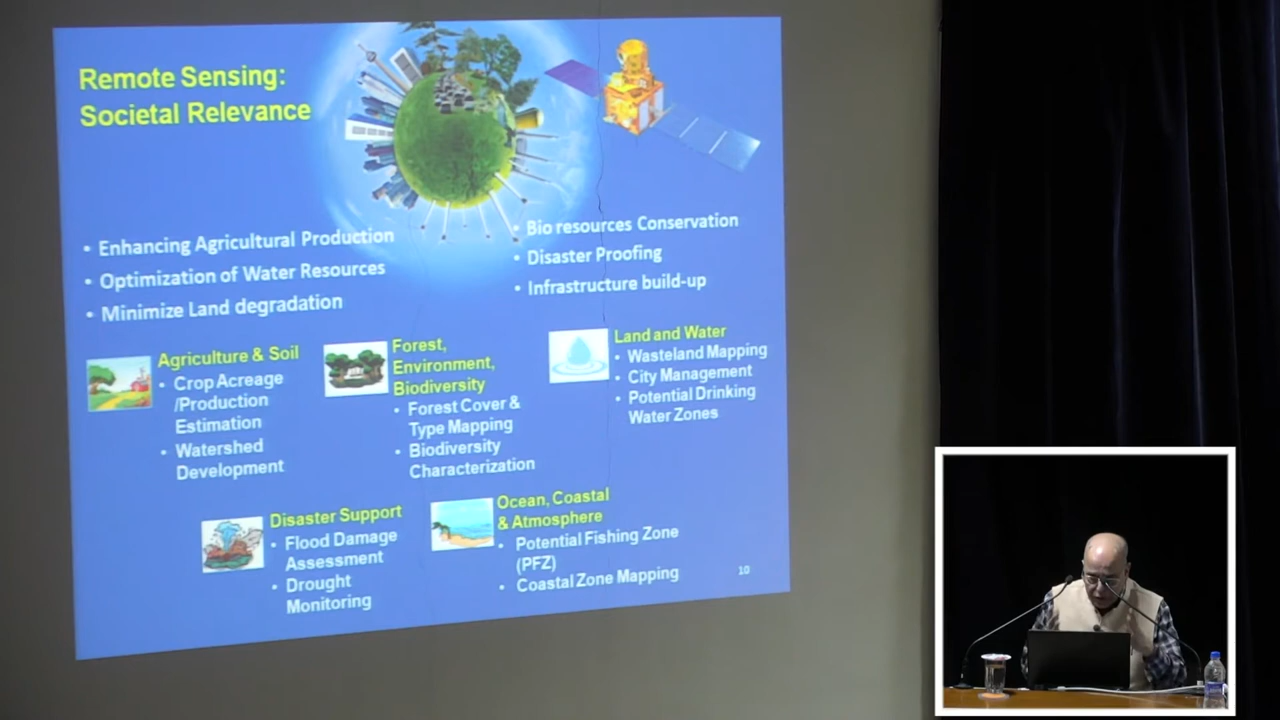 Remote Sensing:
Societal Relevance
• Enhancing Agricultural Production
• Optimization of Water Resources
• Minimize Land degradation
• Bio resources Conservation
• Disaster Proofing
• Infrastructure build-up
Agriculture & Soil
• Crop Acreage
/Production
Estimation
• Watershed
Development
Forest,
Environment,
Biodiversity
• Forest Cover &
Type Mapping
• Biodiversity
Characterization
Land and Water
• Wasteland Mapping
• City Management
• Potential Drinking
Water Zones
Disaster Support
• Flood Damage
Assessment
• Drought
Monitoring
Ocean, Coastal
& Atmosphere
• Potential Fishing Zone
(PFZ)
• Coastal Zone Mapping
10